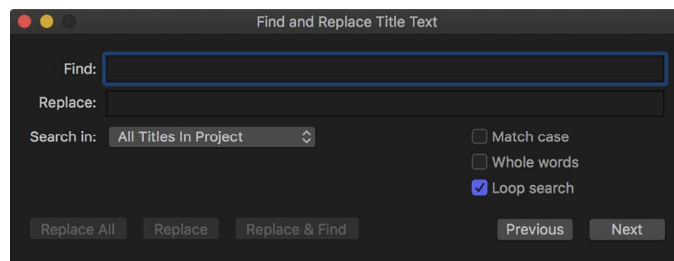 Find and Replace Title Text
Find:
Replace:
Search in: All Titles In Project
Match case
Whole words
Loop search
Replace All Replace Replace & Find Previous Next